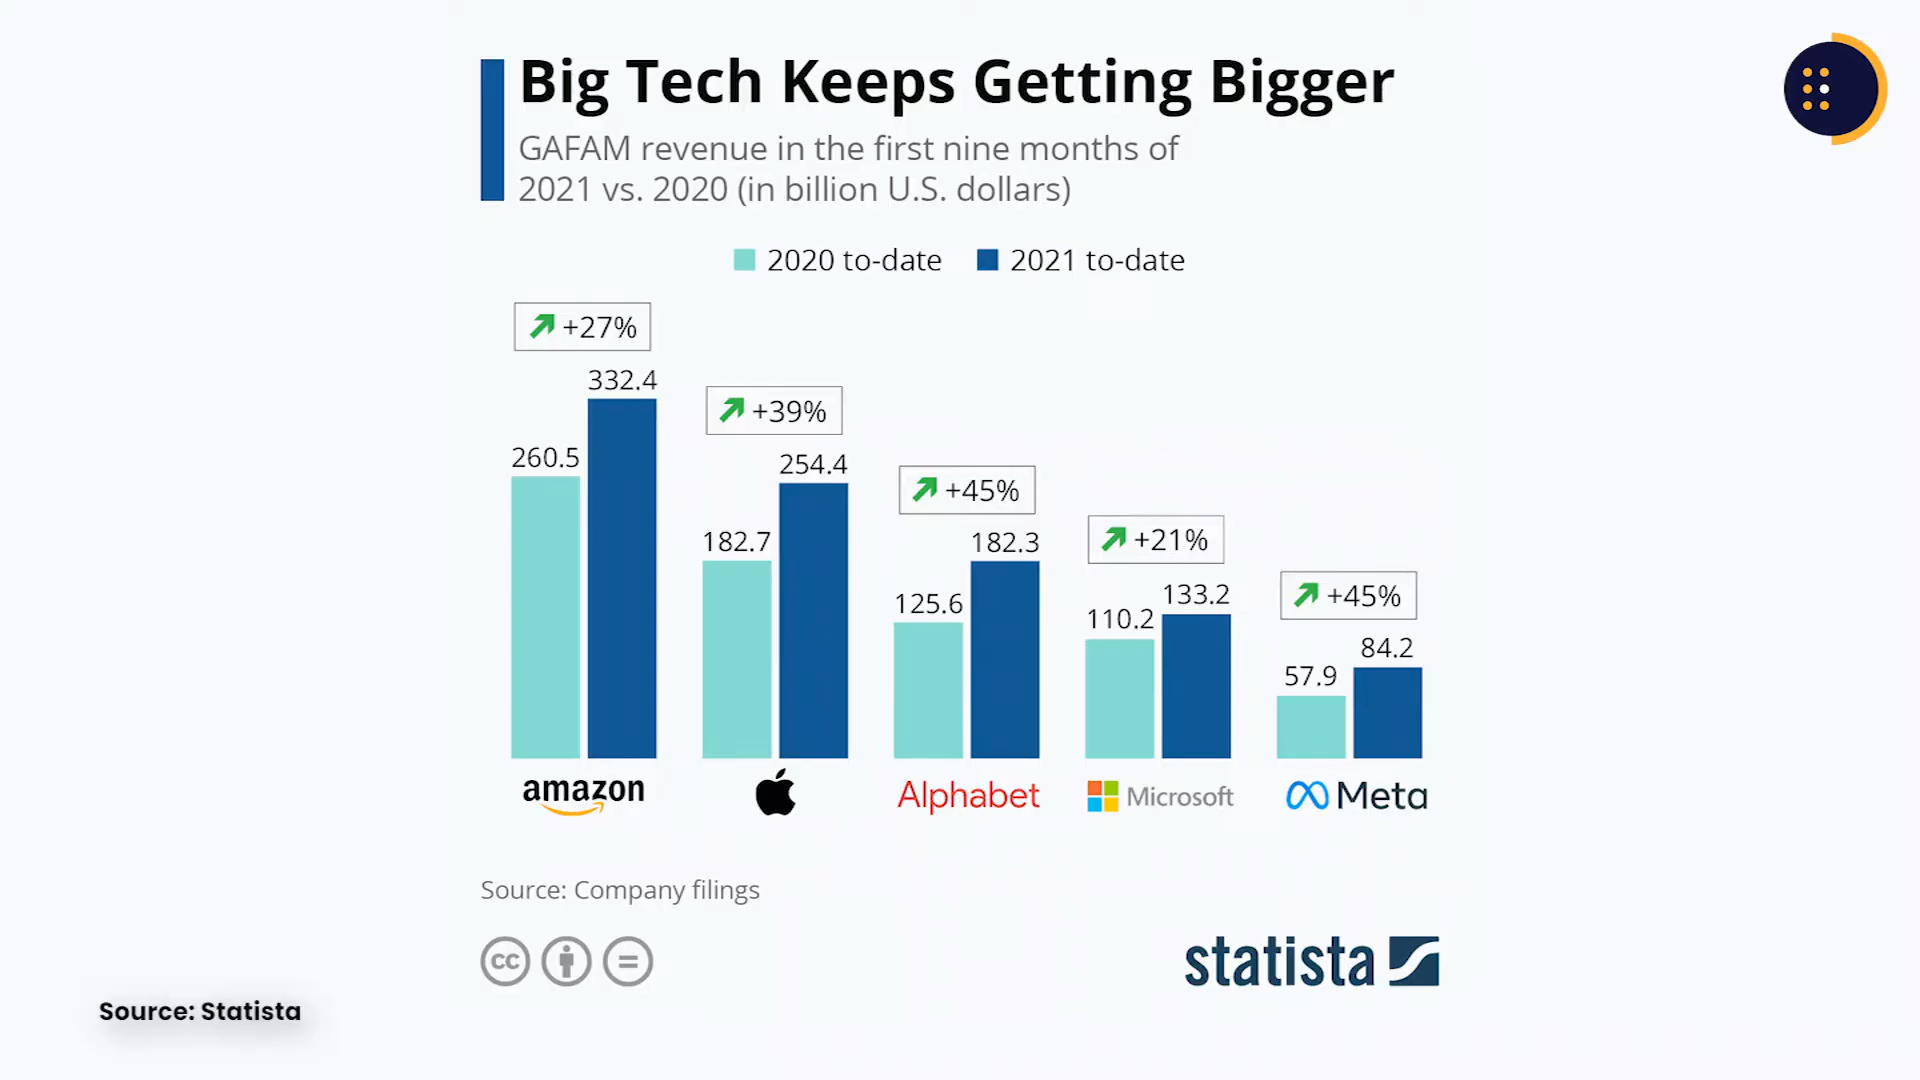 Big Tech Keeps Getting Bigger
GAFAM revenue in the first nine months of
2021 vs. 2020 (in billion U.S. dollars)
2020 to-date 2021 to-date
+27%
332.4
260.5
+39%
254.4
182.7
+45%
182.3
125.6
+21%
133.2
110.2
+45%
84.2
57.9
amazon
Alphabet
Microsoft
Meta
Source: Company filings
cc
statista
Source: Statista